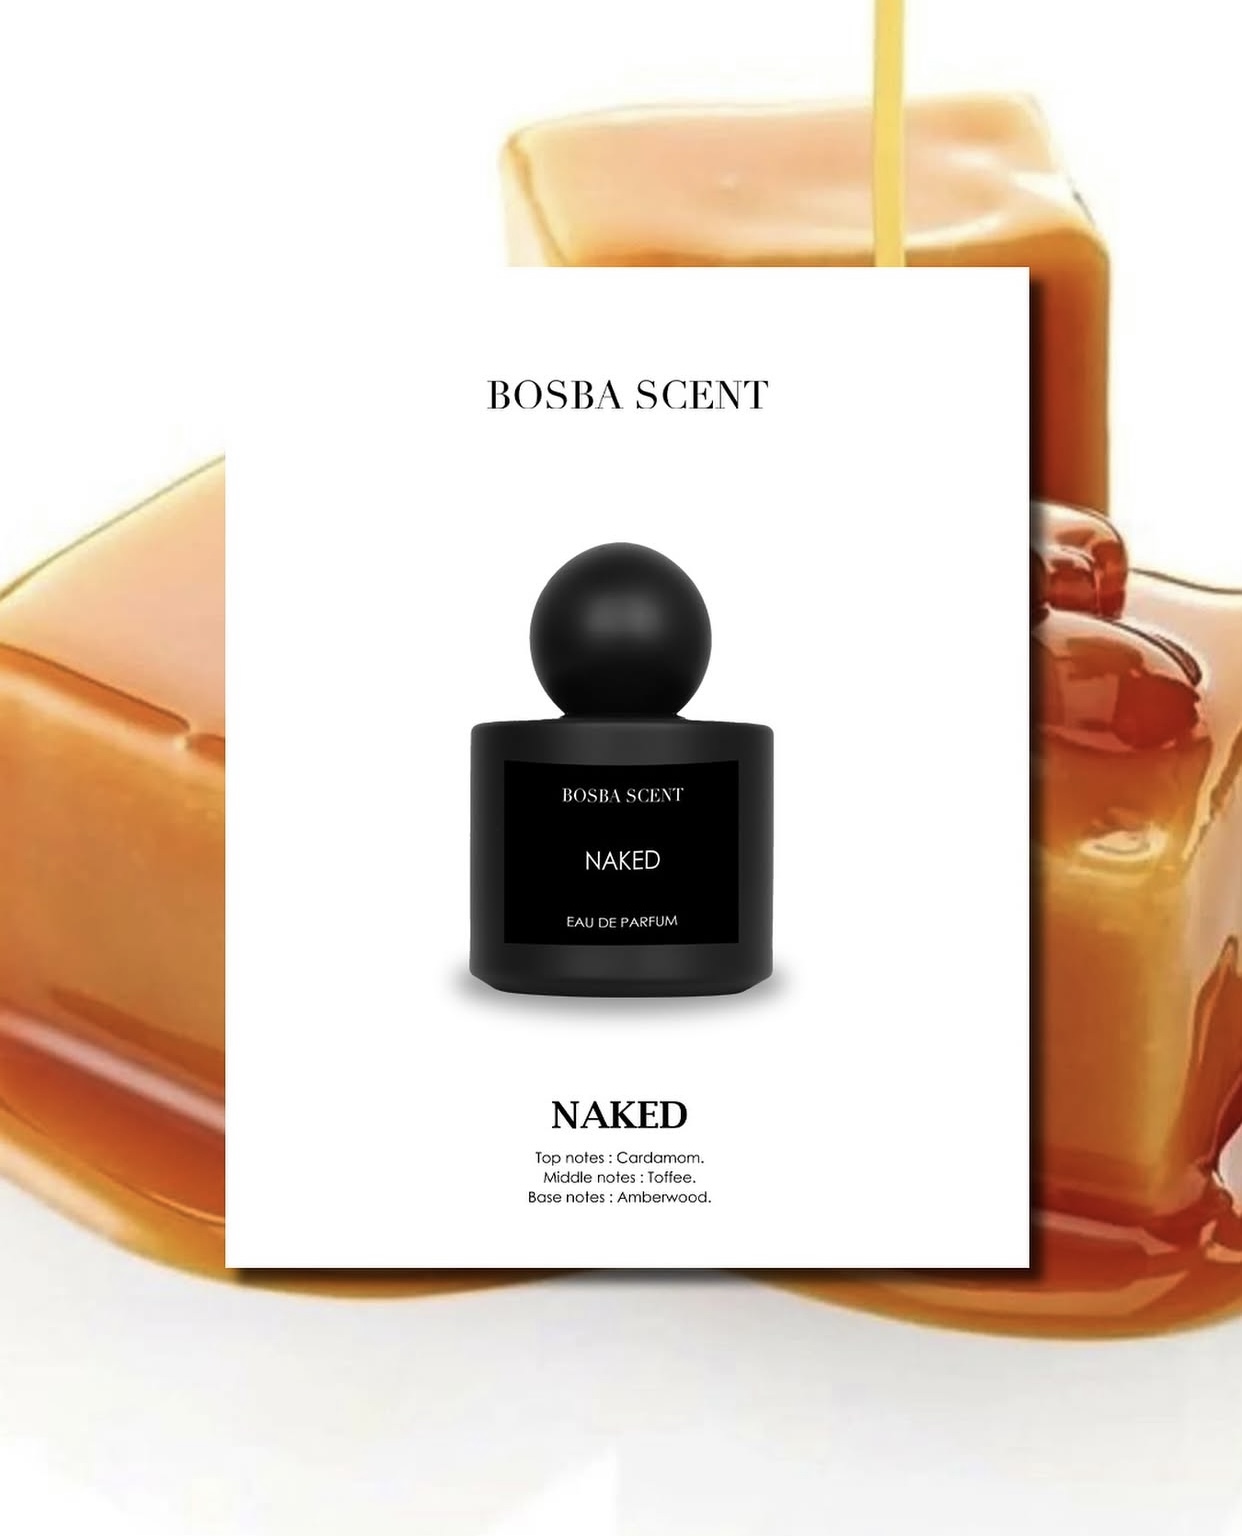 BOSBA SCENT
BOSBA SCENT
NAKED
EAU DE PARFUM
NAKED
Top notes : Cardamom.
Middle notes : Toffee.
Base notes : Amberwood.